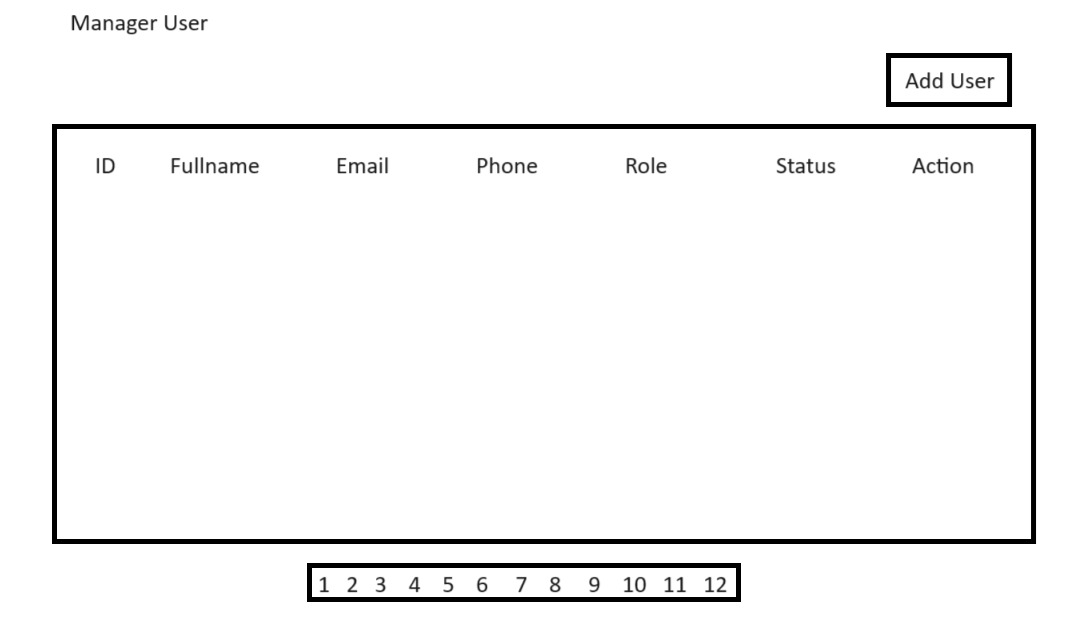 Manager User
Add User
ID Fullname Email Phone Role Status Action
1 2 3 4 5 6 7 8 9 10 11 12